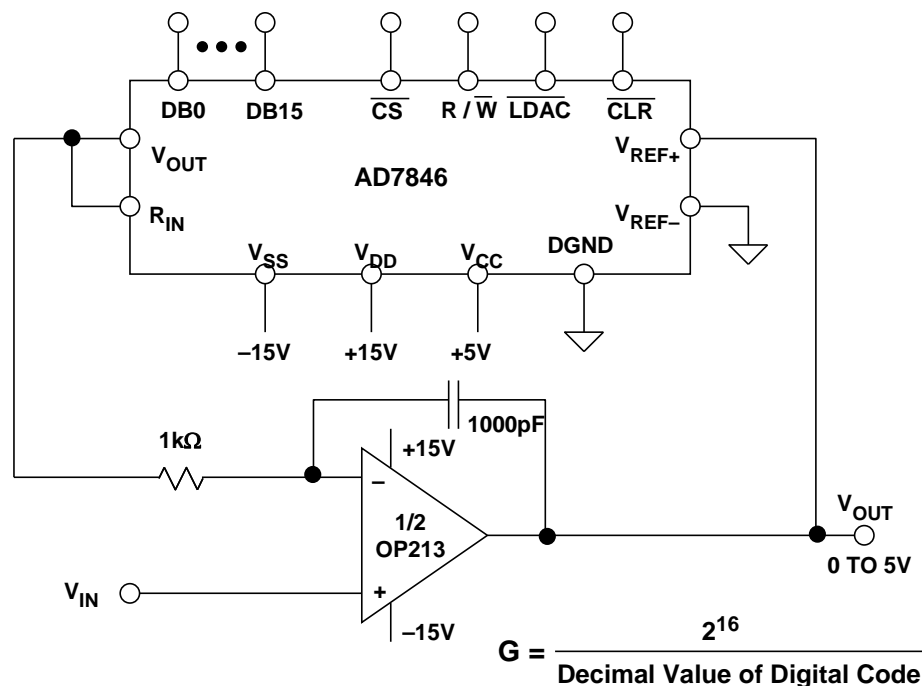 DB0 DB15 CS R / W LDAC CLR
VOUT
VREF+
AD7846
RIN
VREF–
VSS VDD VCC DGND
–15V +15V +5V
1000pF
1kΩ
+15V
–
1/2
OP213
VOUT
0 TO 5V
VIN
+
–15V
G = 2^16 / Decimal Value of Digital Code